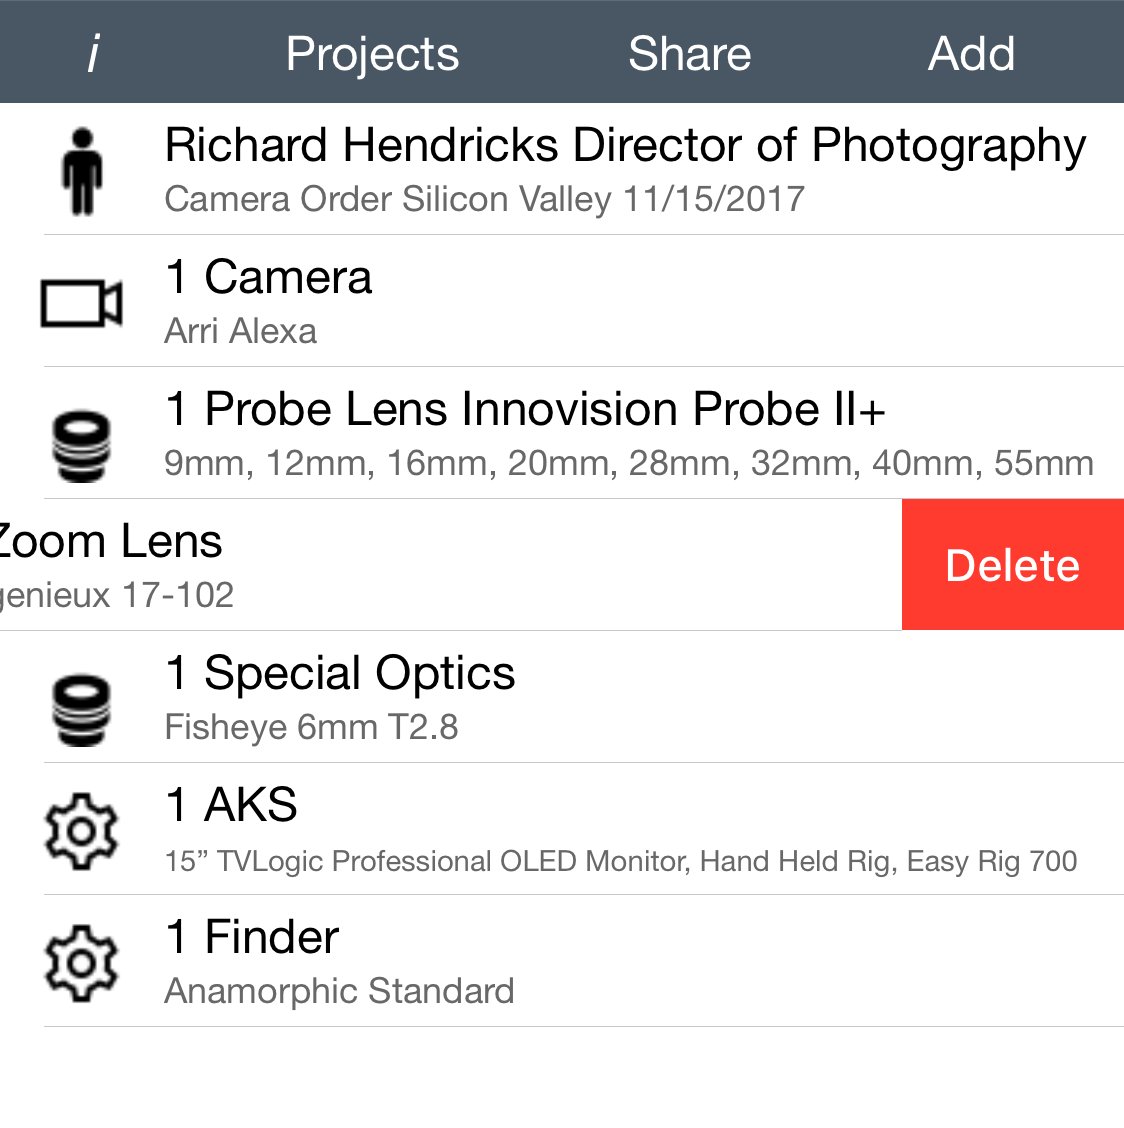 i Projects Share Add
Richard Hendricks Director of Photography
Camera Order Silicon Valley 11/15/2017
1 Camera
Arri Alexa
1 Probe Lens Innovision Probe II+
9mm, 12mm, 16mm, 20mm, 28mm, 32mm, 40mm, 55mm
Zoom Lens
genieux 17-102
Delete
1 Special Optics
Fisheye 6mm T2.8
1 AKS
15” TVLogic Professional OLED Monitor, Hand Held Rig, Easy Rig 700
1 Finder
Anamorphic Standard